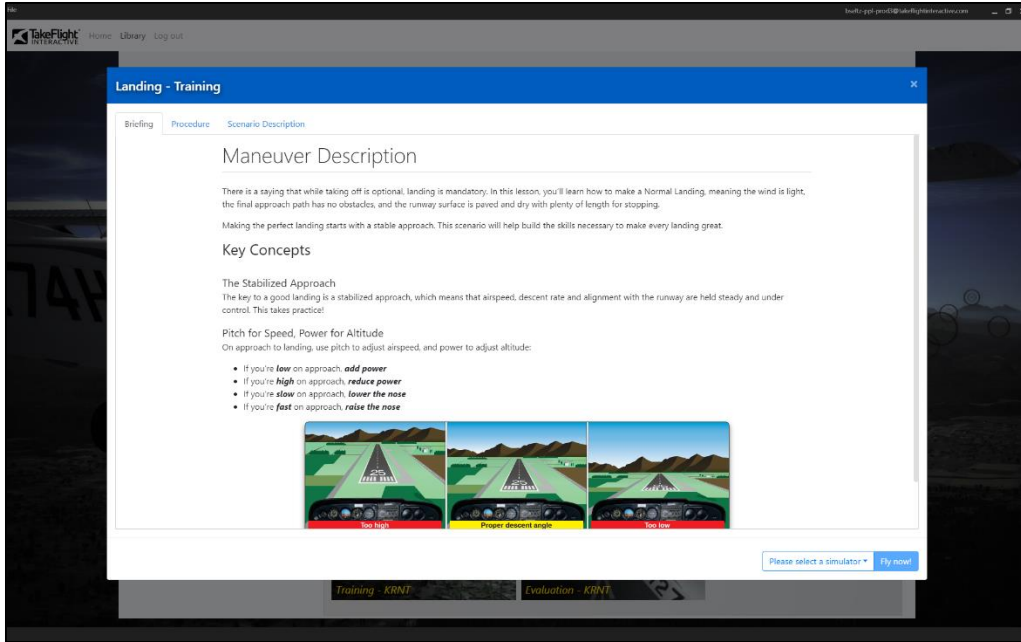 File
TakeFlight
INTERACTIVE
Home Library Log out
Landing - Training
×
Briefing Procedure Scenario Description
Maneuver Description
There is a saying that while taking off is optional, landing is mandatory. In this lesson, you'll learn how to make a Normal Landing, meaning the wind is light,
the final approach path has no obstacles, and the runway surface is paved and dry with plenty of length for stopping.
Making the perfect landing starts with a stable approach. This scenario will help build the skills necessary to make every landing great.
Key Concepts
The Stabilized Approach
The key to a good landing is a stabilized approach, which means that airspeed, descent rate and alignment with the runway are held steady and under
control. This takes practice!
Pitch for Speed, Power for Altitude
On approach to landing, use pitch to adjust airspeed, and power to adjust altitude:
• If you're low on approach, add power
• If you're high on approach, reduce power
• If you're slow on approach, lower the nose
• If you're fast on approach, raise the nose
25 25
Too high Proper descent angle Too low
Please select a simulator Fly now!
Training - KRNT Evaluation - KRNT